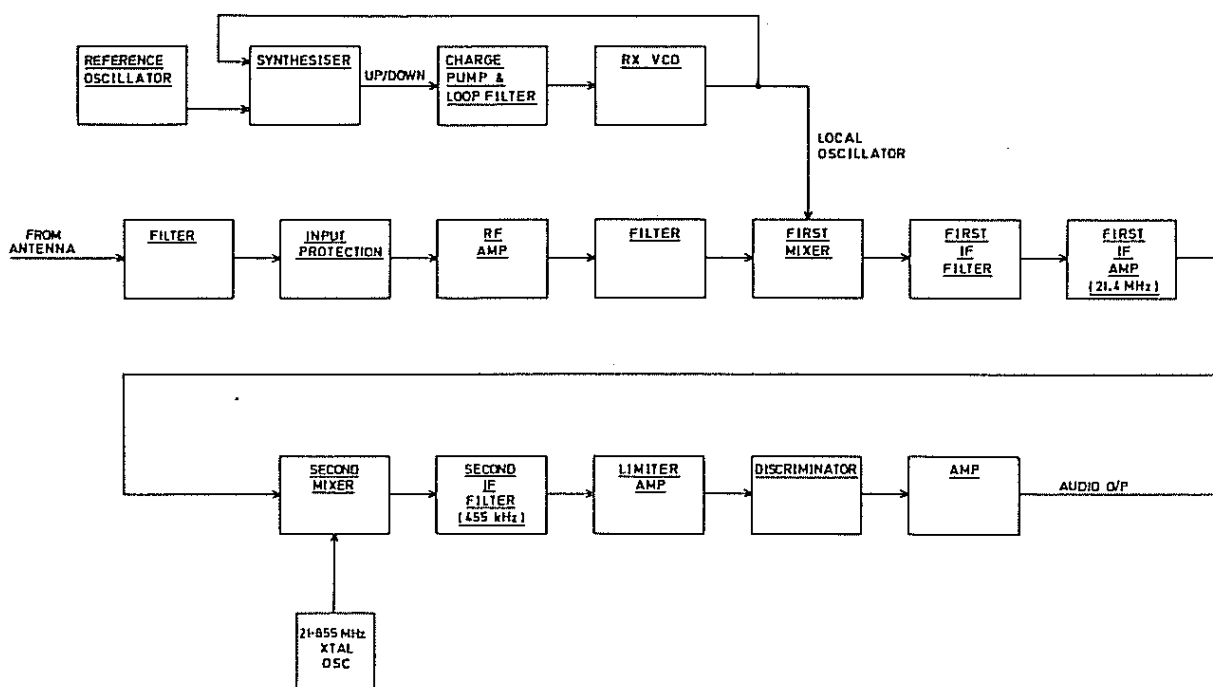 REFERENCE
OSCILLATOR
SYNTHESISER
UP/DOWN
CHARGE
PUMP &
LOOP FILTER
RX VCO
LOCAL
OSCILLATOR
FROM
ANTENNA
FILTER
INPUT
PROTECTION
RF
AMP
FILTER
FIRST
MIXER
FIRST
IF
FILTER
FIRST
IF
AMP
(21.4 MHz)
SECOND
MIXER
SECOND
IF
FILTER
(455 kHz)
LIMITER
AMP
DISCRIMINATOR
AMP
AUDIO O/P
21·855 MHz
XTAL
OSC